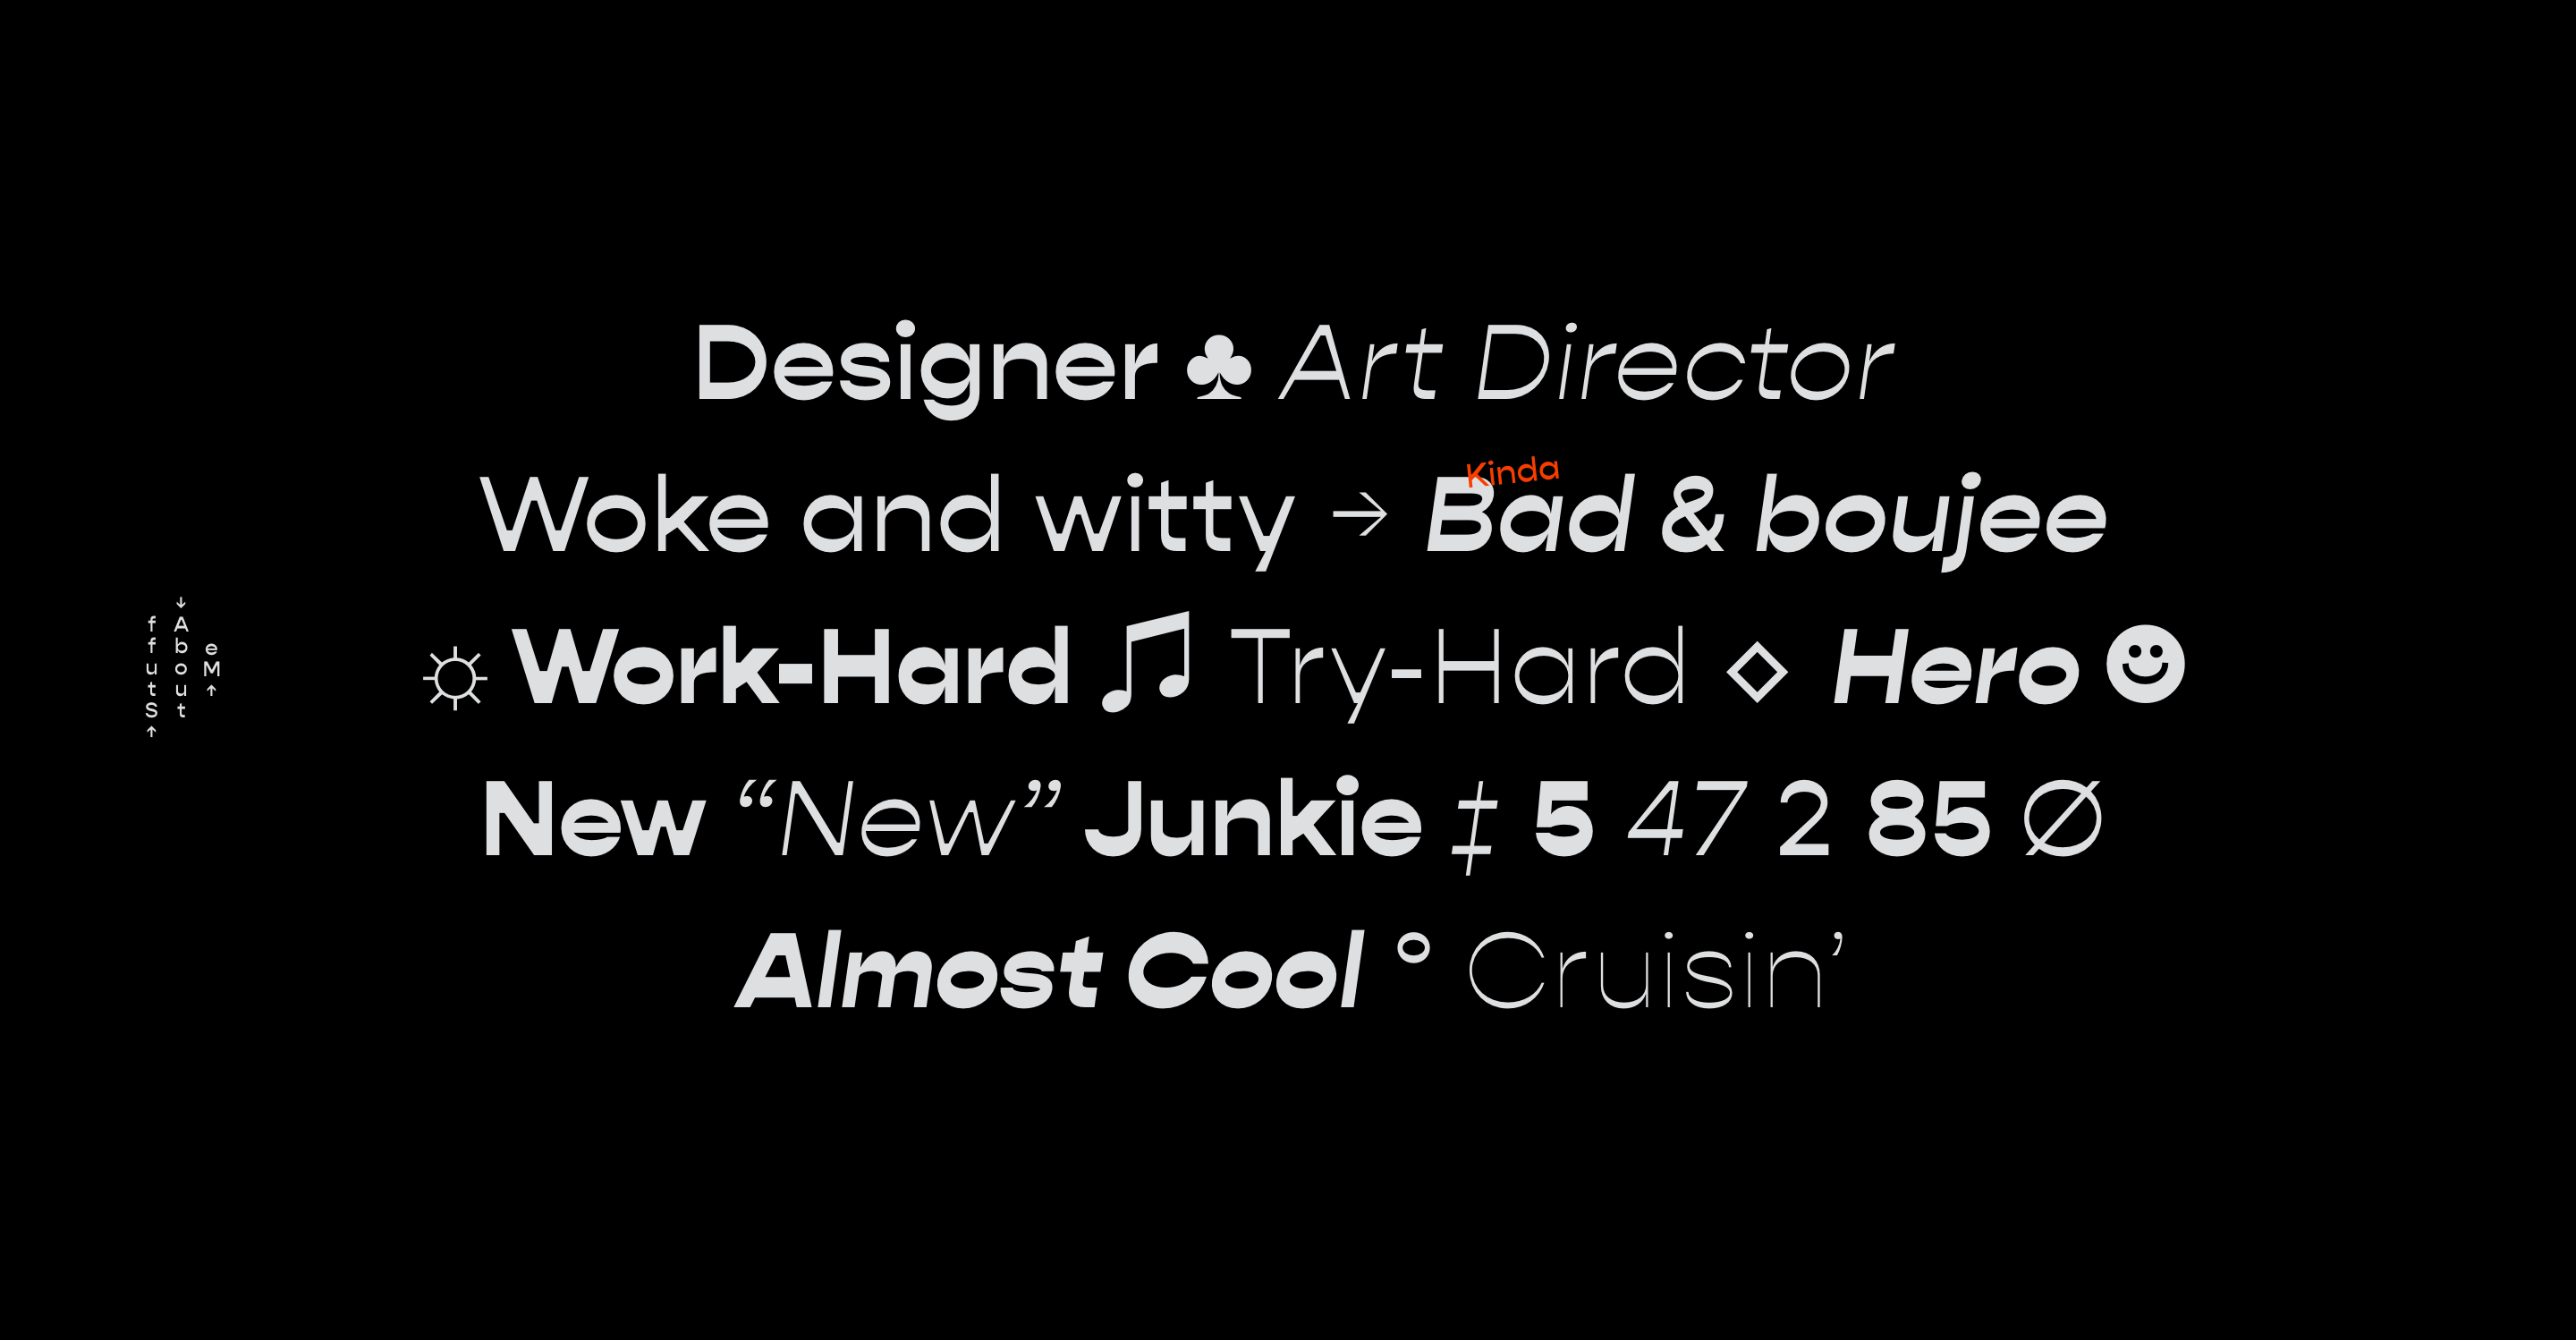 Designer ♣ Art Director
Kinda
Woke and witty → Bad & boujee
☼ Work-Hard ♫ Try-Hard ◇ Hero ☻
New “New” Junkie ‡ 5 47 2 85 Ø
Almost Cool ° Cruisin’
↑ Stuff
↓ About
↑ Me